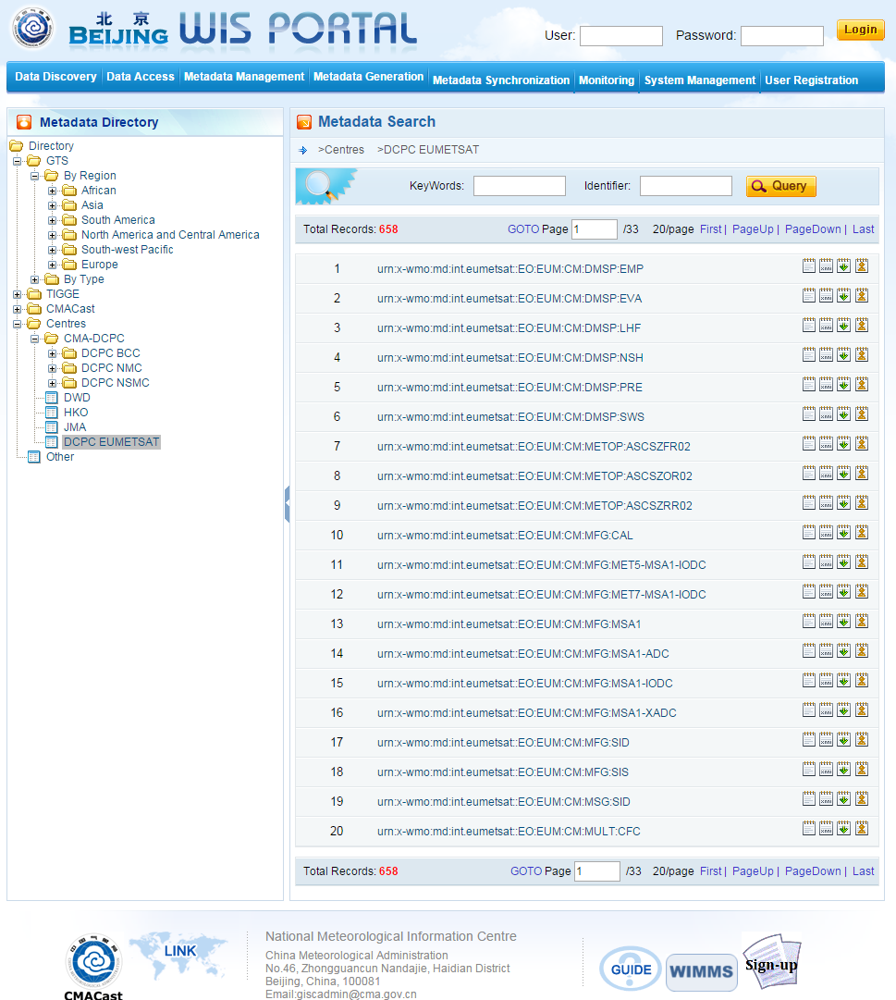 北 京
BEIJING WIS PORTAL
User: Password: Login
Data Discovery Data Access Metadata Management Metadata Generation Metadata Synchronization Monitoring System Management User Registration
Metadata Directory
Directory
GTS
By Region
African
Asia
South America
North America and Central America
South-west Pacific
Europe
By Type
TIGGE
CMACast
Centres
CMA-DCPC
DCPC BCC
DCPC NMC
DCPC NSMC
DWD
HKO
JMA
DCPC EUMETSAT
Other
Metadata Search
>Centres >DCPC EUMETSAT
KeyWords: Identifier: Query
Total Records: 658 GOTO Page 1 /33 20/page First | PageUp | PageDown | Last
1 urn:x-wmo:md:int.eumetsat::EO:EUM:CM:DMSP:EMP
2 urn:x-wmo:md:int.eumetsat::EO:EUM:CM:DMSP:EVA
3 urn:x-wmo:md:int.eumetsat::EO:EUM:CM:DMSP:LHF
4 urn:x-wmo:md:int.eumetsat::EO:EUM:CM:DMSP:NSH
5 urn:x-wmo:md:int.eumetsat::EO:EUM:CM:DMSP:PRE
6 urn:x-wmo:md:int.eumetsat::EO:EUM:CM:DMSP:SWS
7 urn:x-wmo:md:int.eumetsat::EO:EUM:CM:METOP:ASCSZFR02
8 urn:x-wmo:md:int.eumetsat::EO:EUM:CM:METOP:ASCSZOR02
9 urn:x-wmo:md:int.eumetsat::EO:EUM:CM:METOP:ASCSZRR02
10 urn:x-wmo:md:int.eumetsat::EO:EUM:CM:MFG:CAL
11 urn:x-wmo:md:int.eumetsat::EO:EUM:CM:MFG:MET5-MSA1-IODC
12 urn:x-wmo:md:int.eumetsat::EO:EUM:CM:MFG:MET7-MSA1-IODC
13 urn:x-wmo:md:int.eumetsat::EO:EUM:CM:MFG:MSA1
14 urn:x-wmo:md:int.eumetsat::EO:EUM:CM:MFG:MSA1-ADC
15 urn:x-wmo:md:int.eumetsat::EO:EUM:CM:MFG:MSA1-IODC
16 urn:x-wmo:md:int.eumetsat::EO:EUM:CM:MFG:MSA1-XADC
17 urn:x-wmo:md:int.eumetsat::EO:EUM:CM:MFG:SID
18 urn:x-wmo:md:int.eumetsat::EO:EUM:CM:MFG:SIS
19 urn:x-wmo:md:int.eumetsat::EO:EUM:CM:MSG:SID
20 urn:x-wmo:md:int.eumetsat::EO:EUM:CM:MULT:CFC
Total Records: 658 GOTO Page 1 /33 20/page First | PageUp | PageDown | Last
CMACast
LINK
National Meteorological Information Centre
China Meteorological Administration
No.46, Zhongguancun Nandajie, Haidian District
Beijing, China, 100081
Email:giscadmin@cma.gov.cn
GUIDE
WIMMS
Sign-up